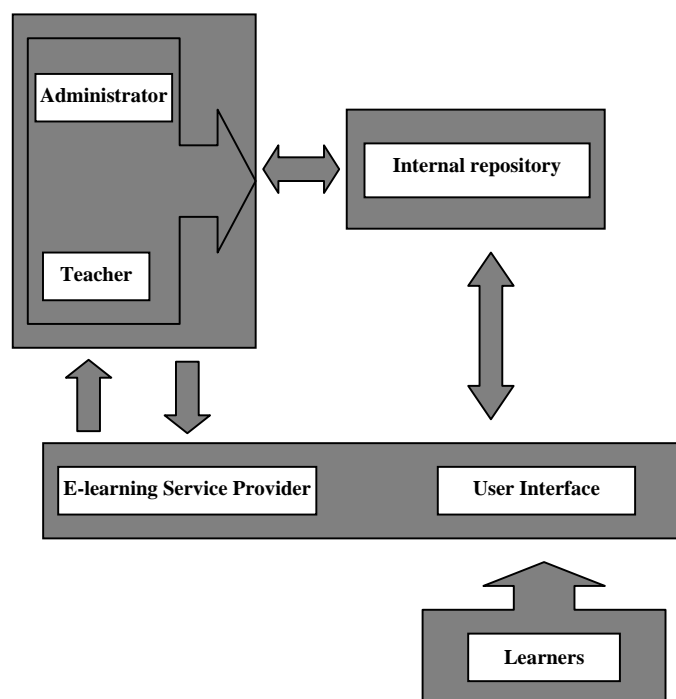 Administrator
Internal repository
Teacher
E-learning Service Provider
User Interface
Learners